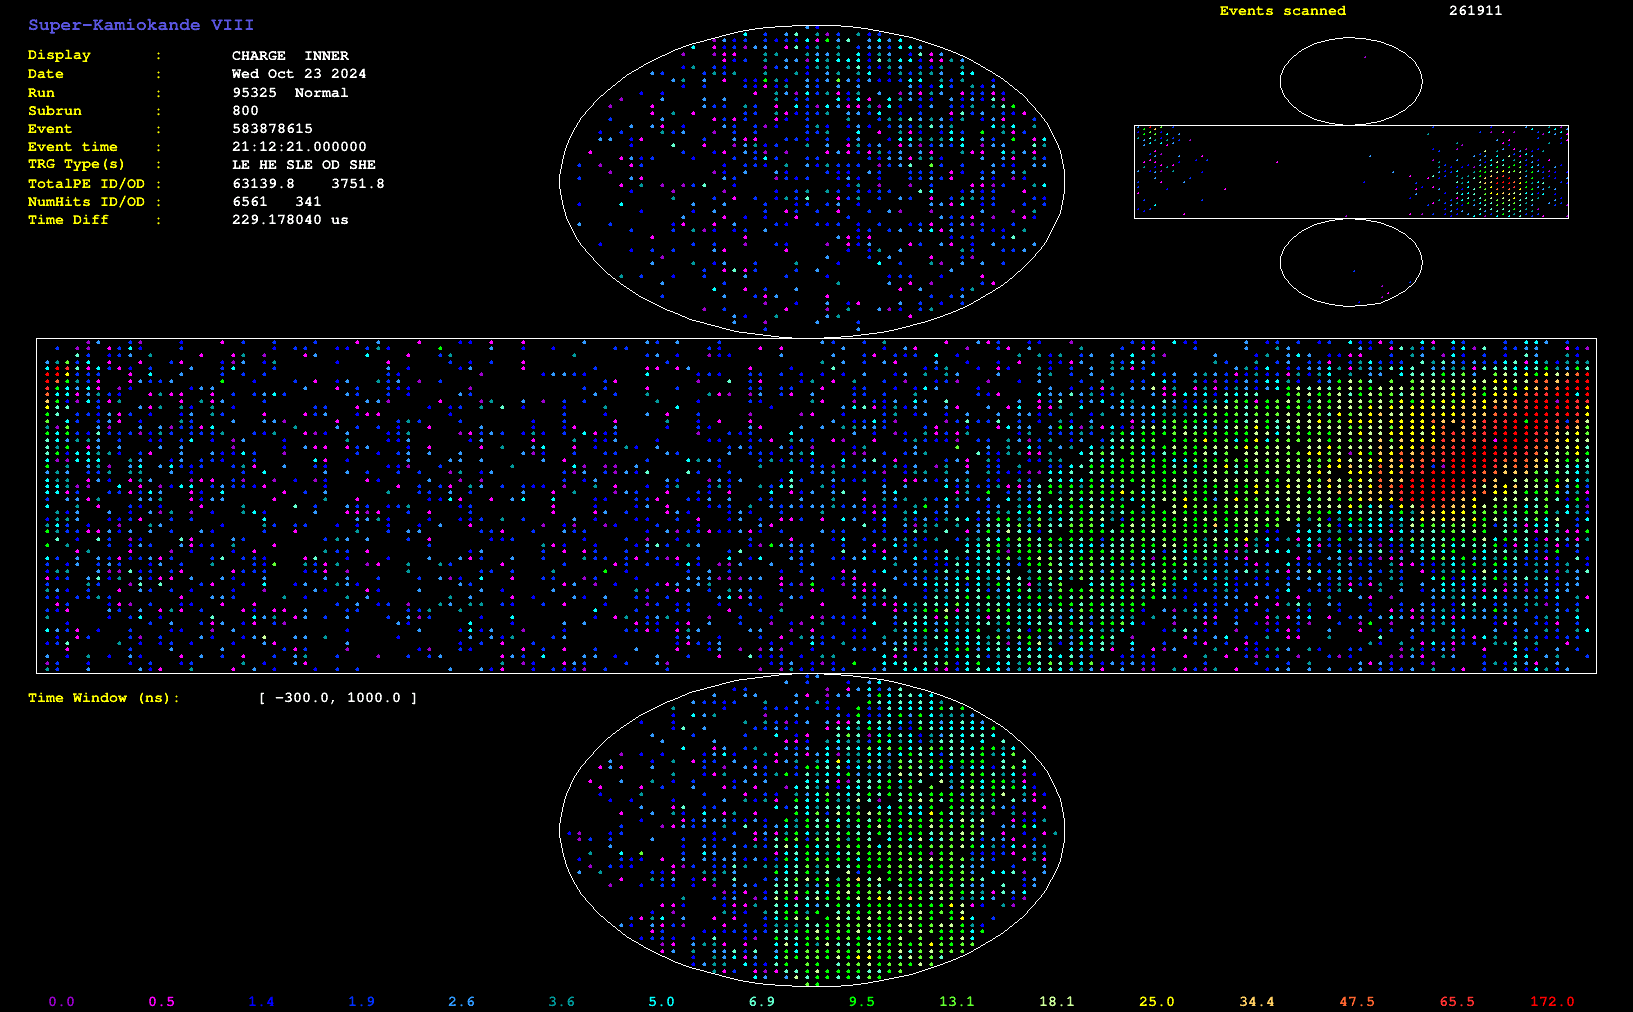 Super-Kamiokande VIII
Events scanned 261911
Display : CHARGE INNER
Date : Wed Oct 23 2024
Run : 95325 Normal
Subrun : 800
Event : 583878615
Event time : 21:12:21.000000
TRG Type(s) : LE HE SLE OD SHE
TotalPE ID/OD : 63139.8 3751.8
NumHits ID/OD : 6561 341
Time Diff : 229.178040 us
Time Window (ns): [ -300.0, 1000.0 ]
0.0 0.5 1.4 1.9 2.6 3.6 5.0 6.9 9.5 13.1 18.1 25.0 34.4 47.5 65.5 172.0